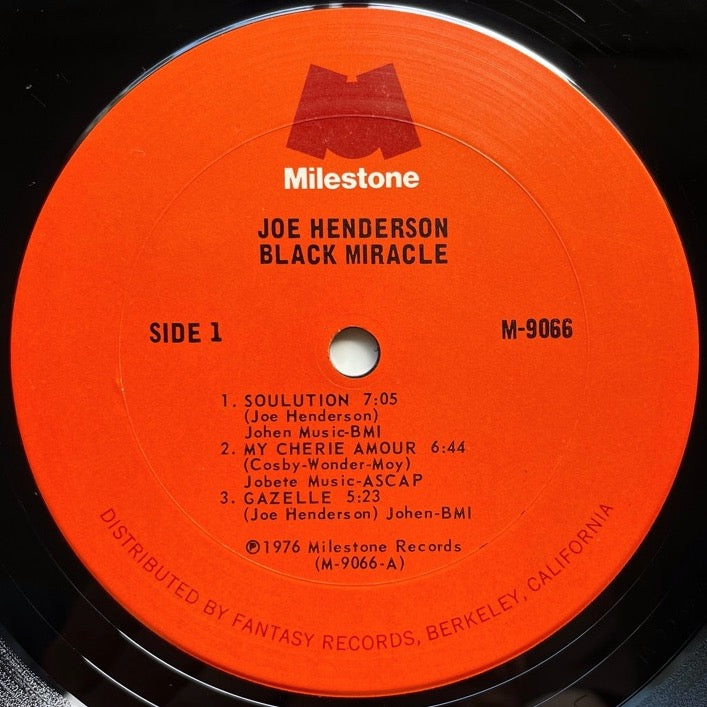 Milestone
JOE HENDERSON
BLACK MIRACLE
SIDE 1
M-9066
1. SOULUTION 7:05
(Joe Henderson)
Johen Music-BMI
2. MY CHERIE AMOUR 6:44
(Cosby-Wonder-Moy)
Jobete Music-ASCAP
3. GAZELLE 5:23
(Joe Henderson) Johen-BMI
℗1976 Milestone Records
(M-9066-A)
DISTRIBUTED BY FANTASY RECORDS, BERKELEY, CALIFORNIA